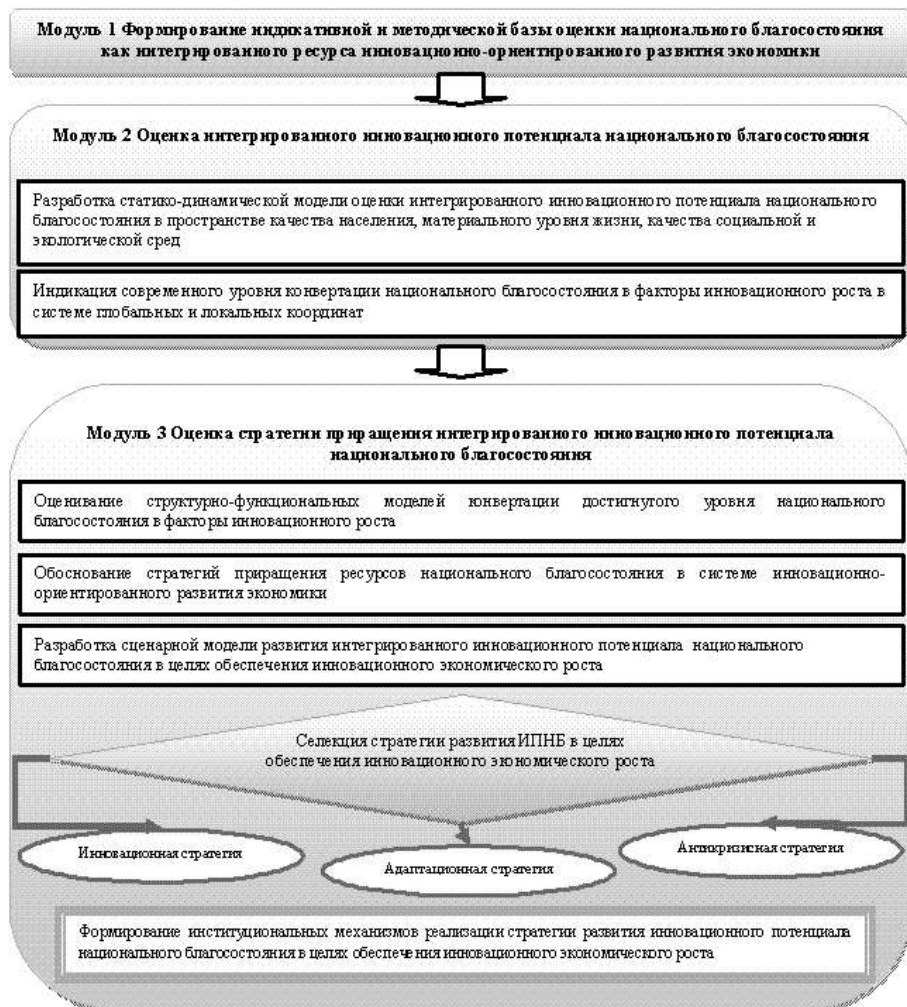 Модуль 1 Формирование индикативной и методической базы оценки национального благосостояния
как интегрированного ресурса инновационно-ориентированного развития экономики
Модуль 2 Оценка интегрированного инновационного потенциала национального благосостояния
Разработка статико-динамической модели оценки интегрированного инновационного потенциала национального
благосостояния в пространстве качества населения, материального уровня жизни, качества социальной и
экологической сред
Индикация современного уровня конвертации национального благосостояния в факторы инновационного роста в
системе глобальных и локальных координат
Модуль 3 Оценка стратегии приращения интегрированного инновационного потенциала
национального благосостояния
Оценивание структурно-функциональных моделей конвертации достигнутого уровня национального
благосостояния в факторы инновационного роста
Обоснование стратегий приращения ресурсов национального благосостояния в системе инновационно-
ориентированного развития экономики
Разработка сценарной модели развития интегрированного инновационного потенциала национального
благосостояния в целях обеспечения инновационного экономического роста
Селекция стратегии развития ИПНБ в целях
обеспечения инновационного экономического роста
Инновационная стратегия
Адаптационная стратегия
Антикризисная стратегия
Формирование институциональных механизмов реализации стратегии развития инновационного потенциала
национального благосостояния в целях обеспечения инновационного экономического роста